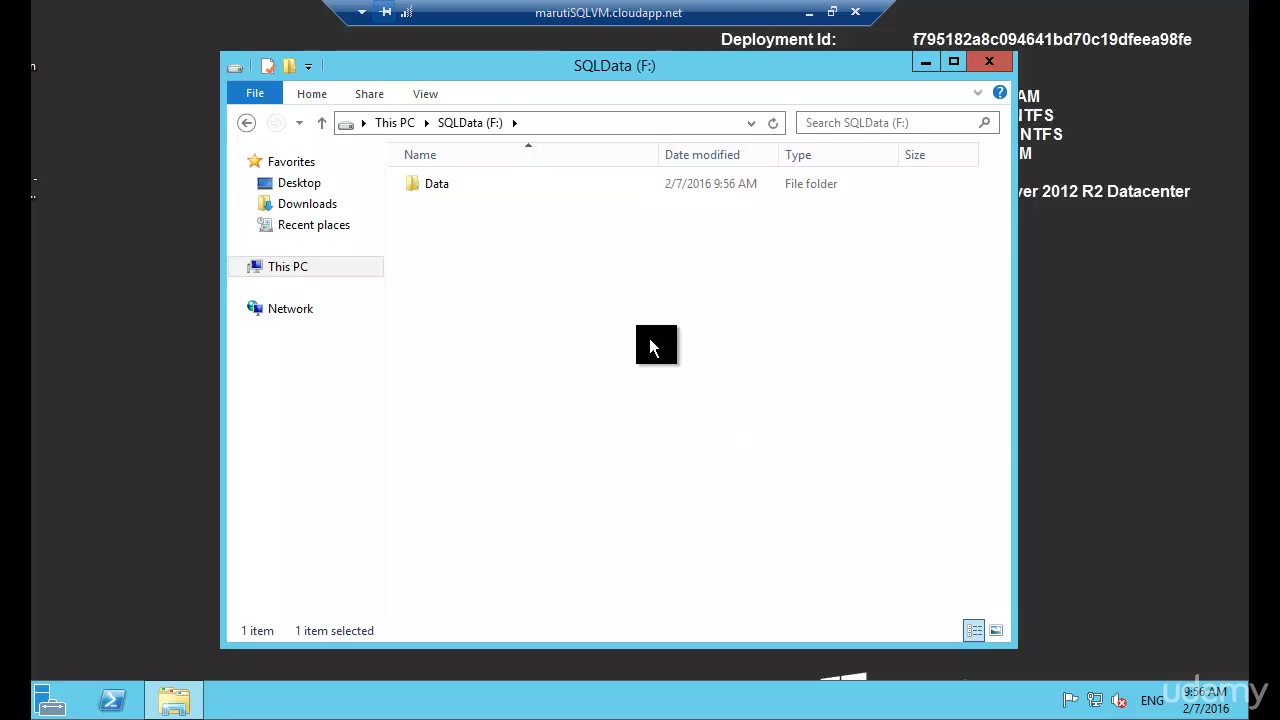 marutiSQLVM.cloudapp.net
Deployment Id: f795182a8c094641bd70c19dfeea98fe
SQLData (F:)
File Home Share View
AM
NTFS
This PC SQLData (F:) Search SQLData (F:)
NTFS
Name Date modified Type Size
M
Favorites
Data 2/7/2016 9:56 AM File folder
Desktop
ver 2012 R2 Datacenter
Downloads
Recent places
This PC
Network
1 item 1 item selected
ENG 9:56 AM
2/7/2016
udemy